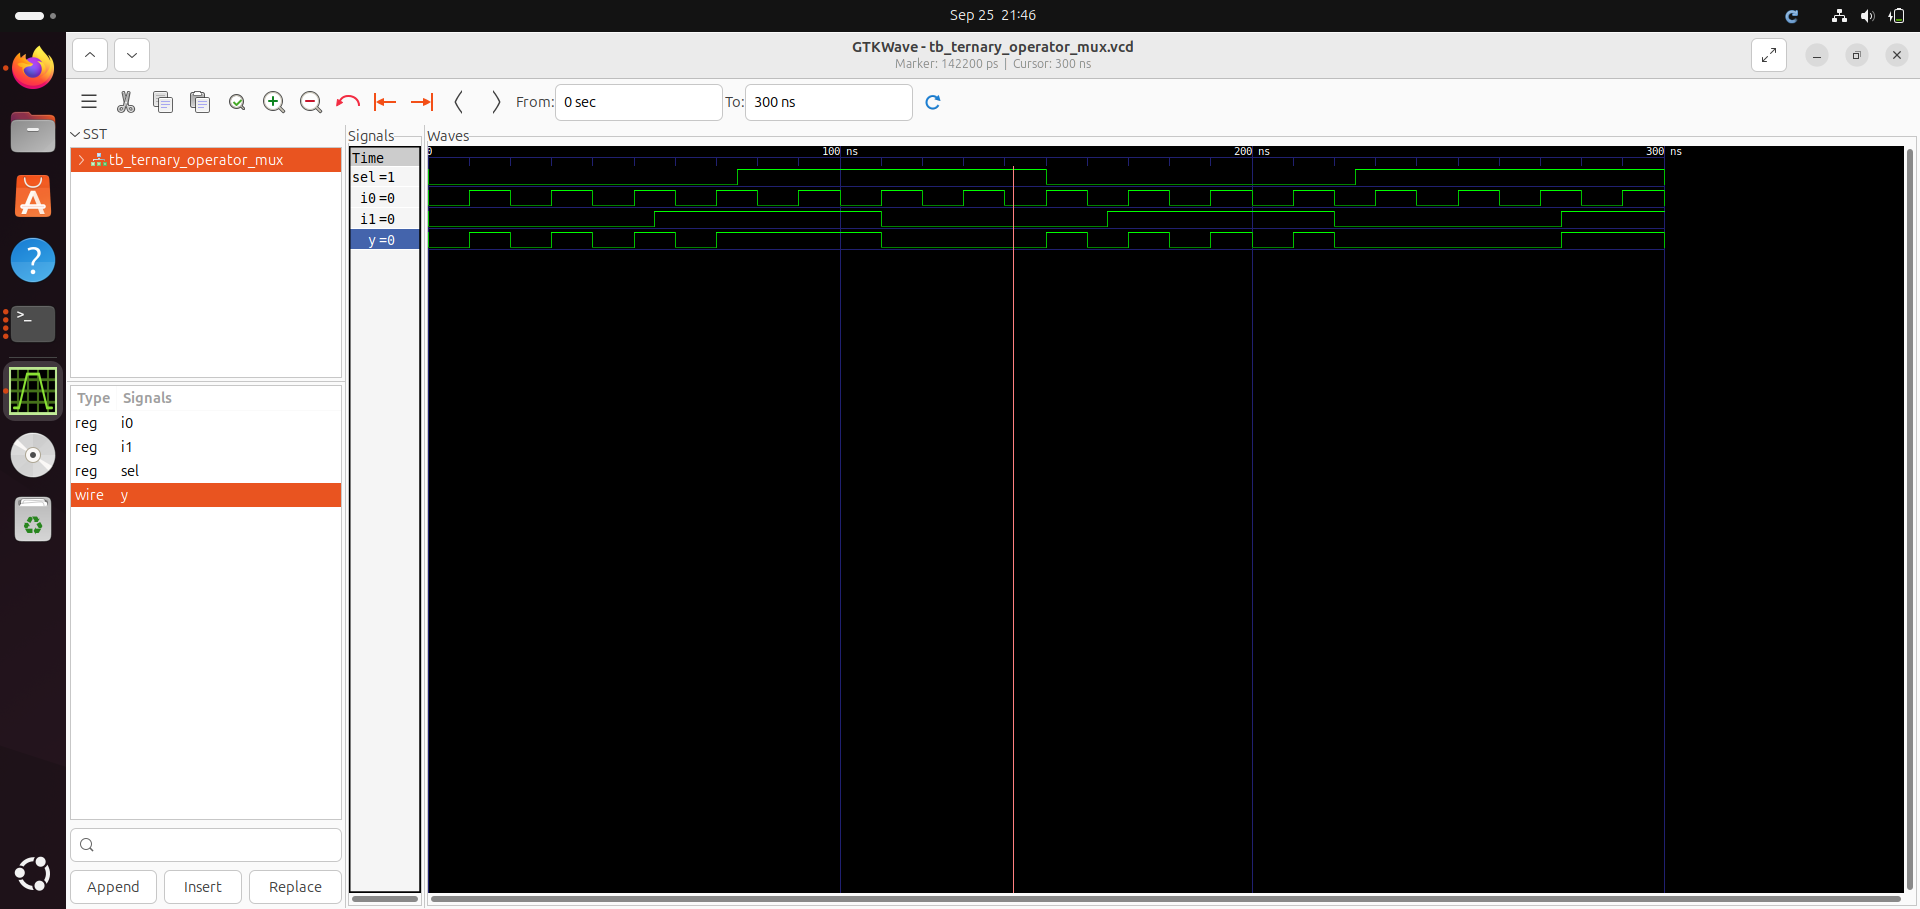 Sep 25 21:46
GTKWave - tb_ternary_operator_mux.vcd
Marker: 142200 ps | Cursor: 300 ns
From:
0 sec
To:
300 ns
SST
tb_ternary_operator_mux
Type Signals
reg i0
reg i1
reg sel
wire y
Append
Insert
Replace
Signals
Time
sel =1
i0 =0
i1 =0
y =0
Waves
0
100 ns
200 ns
300 ns